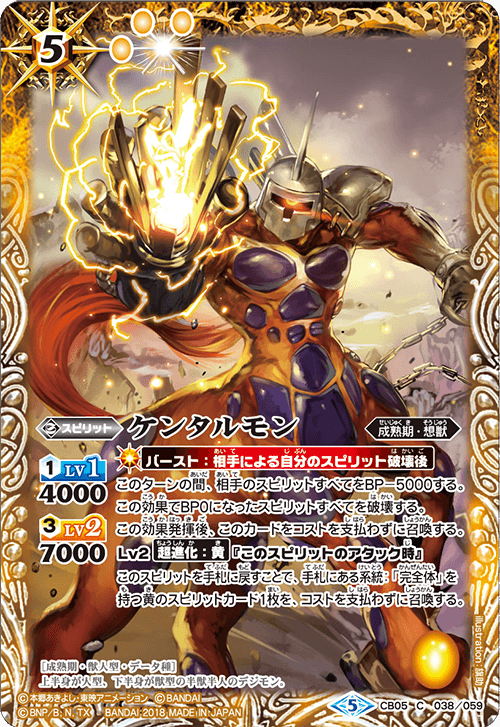 5
スピリット
ケンタルモン
成熟期・想獣
せいじゅくき そうじゅう
1 LV1
4000
3 LV2
7000
バースト：相手による自分のスピリット破壊後
このターンの間、相手のスピリットすべてをBP－5000する。
この効果でBP0になったスピリットすべてを破壊する。
この効果発揮後、このカードをコストを支払わずに召喚する。
Lv2 超進化：黄『このスピリットのアタック時』
このスピリットを手札に戻すことで、手札にある系統：「完全体」を
持つ黄のスピリットカード1枚を、コストを支払わずに召喚する。
［成熟期・獣人型・データ種］
上半身が人型、下半身が獣型の半獣半人のデジモン。
©本郷あきよし・東映アニメーション ©BANDAI
©BNP/B; N, TX ©BANDAI 2018 MADE IN JAPAN
5 CB05 C 038/059